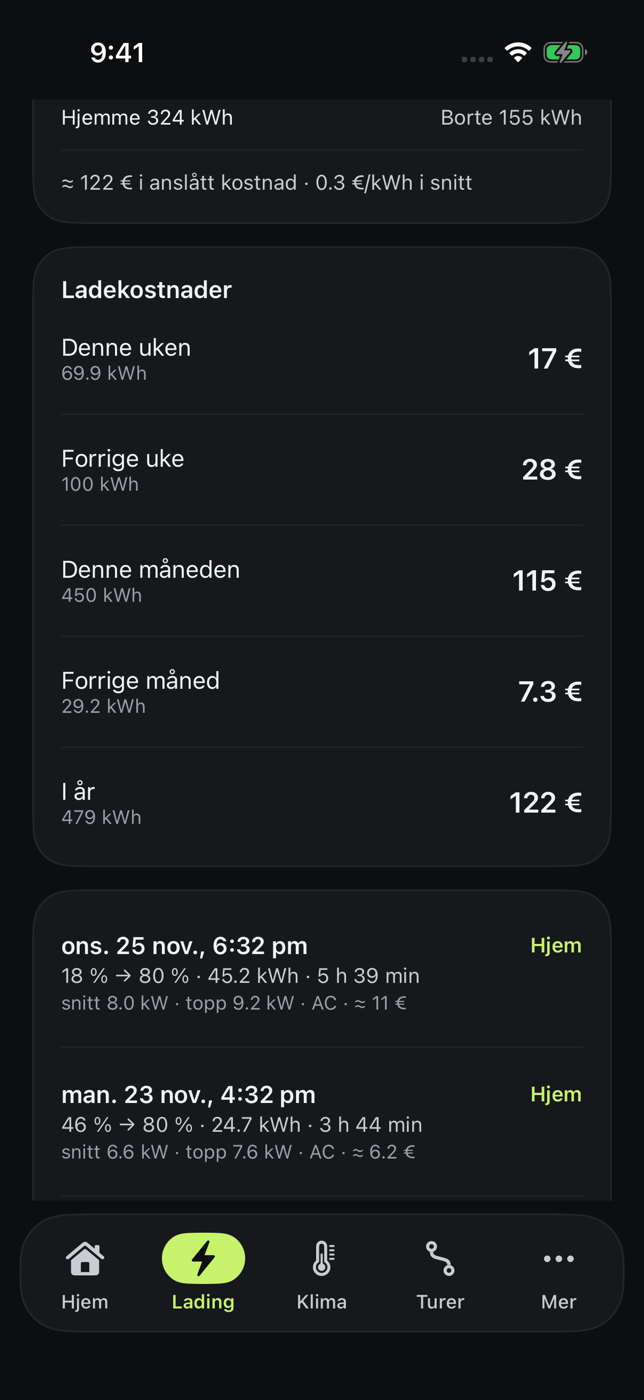 9:41
Hjemme 324 kWh
Borte 155 kWh
≈ 122 € i anslått kostnad · 0.3 €/kWh i snitt
Ladekostnader
Denne uken
69.9 kWh
17 €
Forrige uke
100 kWh
28 €
Denne måneden
450 kWh
115 €
Forrige måned
29.2 kWh
7.3 €
I år
479 kWh
122 €
ons. 25 nov., 6:32 pm
Hjem
18 % → 80 % · 45.2 kWh · 5 h 39 min
snitt 8.0 kW · topp 9.2 kW · AC · ≈ 11 €
man. 23 nov., 4:32 pm
Hjem
46 % → 80 % · 24.7 kWh · 3 h 44 min
snitt 6.6 kW · topp 7.6 kW · AC · ≈ 6.2 €
Hjem
Lading
Klima
Turer
Mer